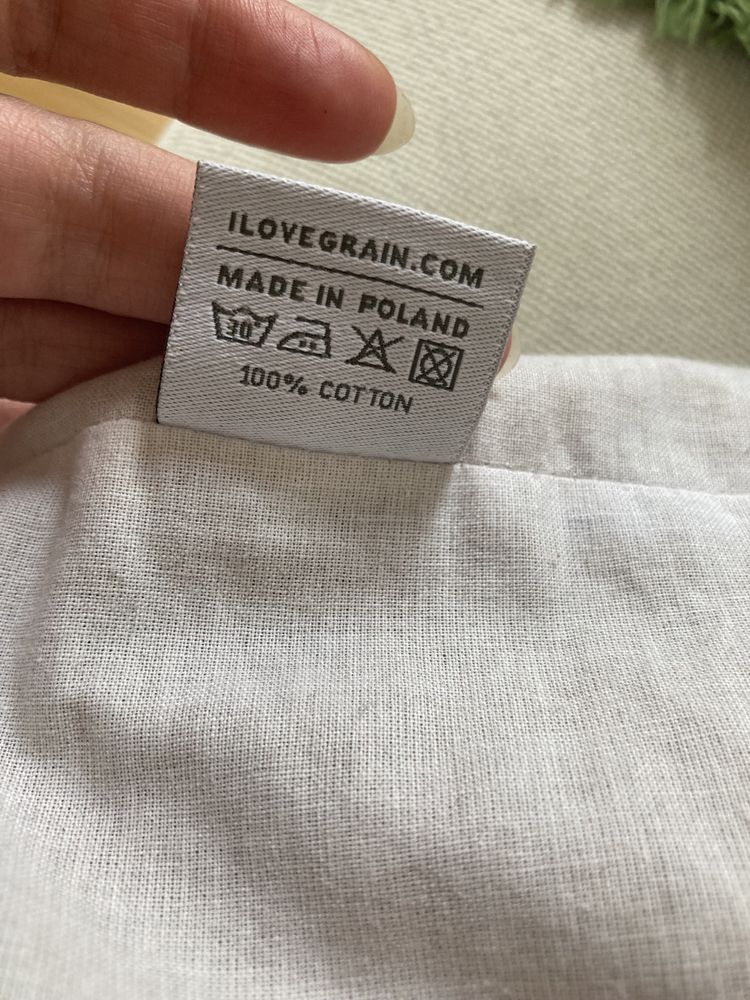 ILOVEGRAIN.COM
MADE IN POLAND
30°
100% COTTON